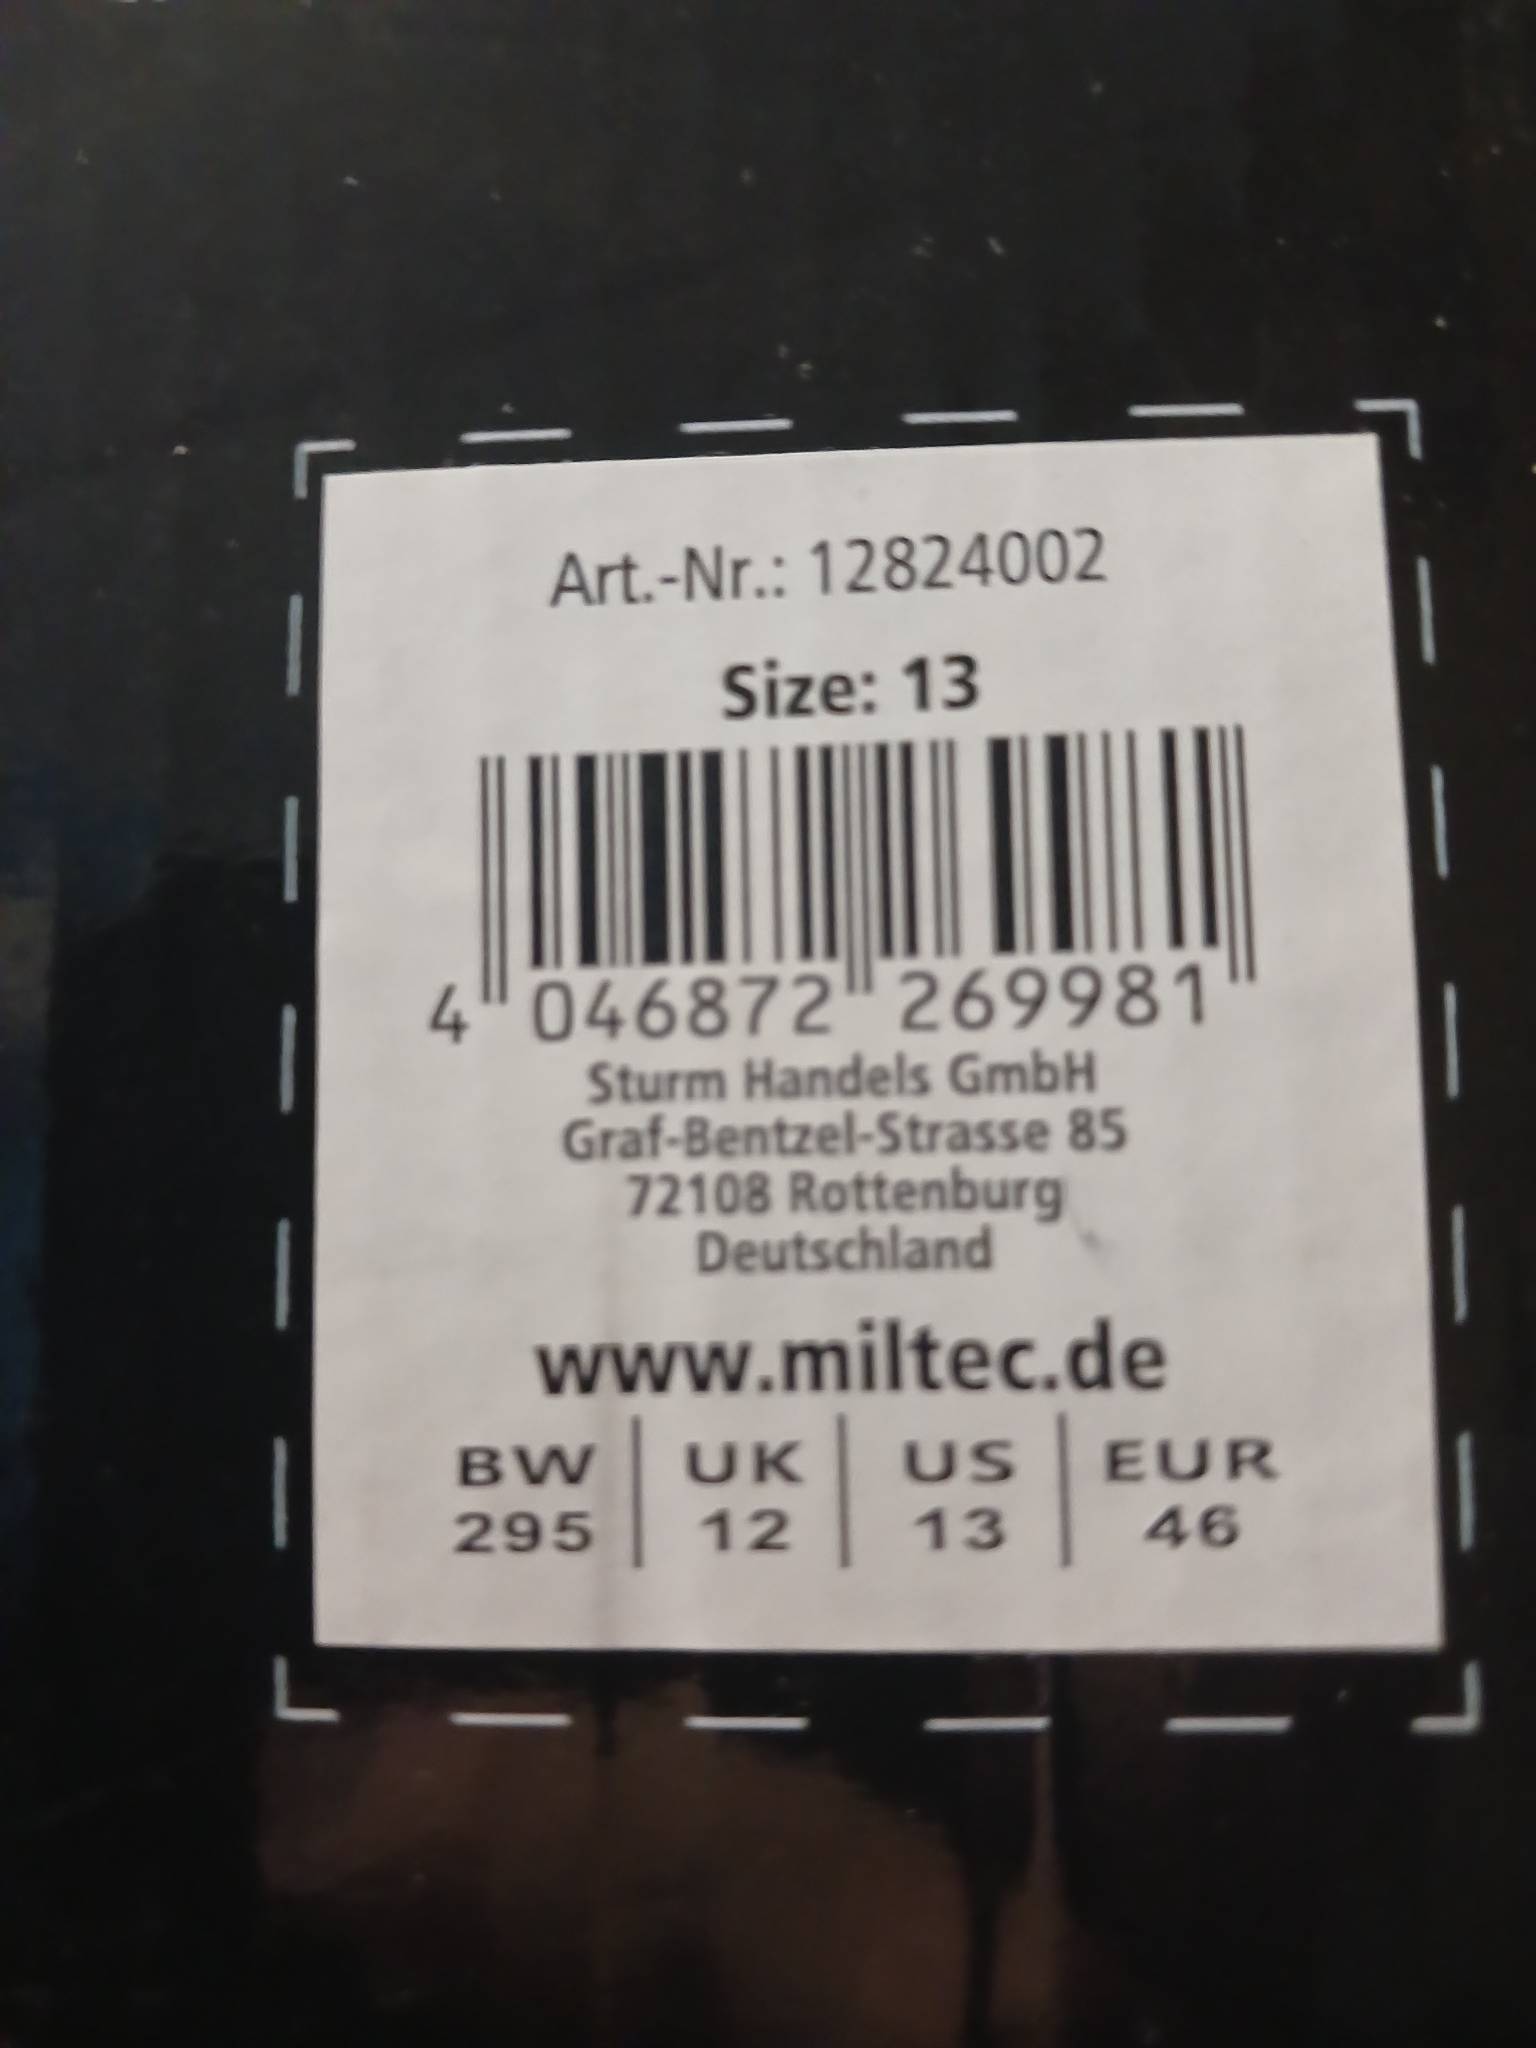 Art.-Nr.: 12824002
Size: 13
4 046872 269981
Sturm Handels GmbH
Graf-Bentzel-Strasse 85
72108 Rottenburg
Deutschland
www.miltec.de
BW | UK | US | EUR
295 | 12 | 13 | 46